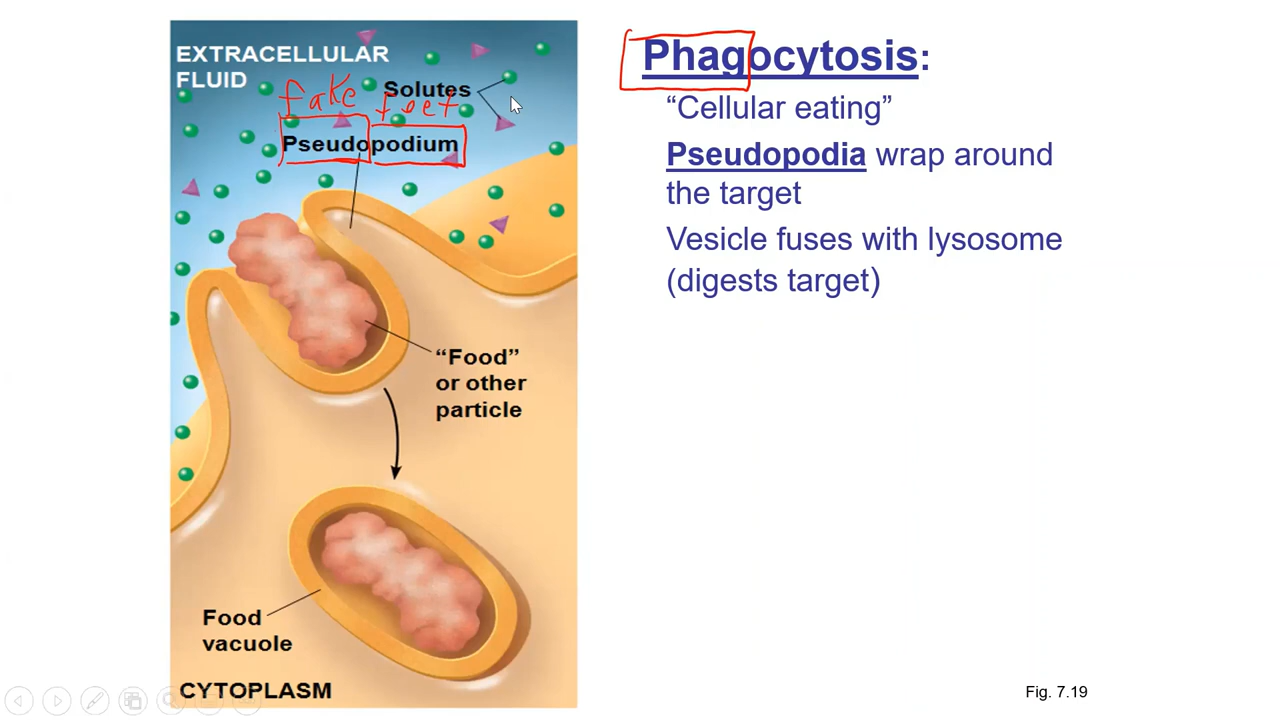 EXTRACELLULAR
FLUID
Solutes
fake feet
Pseudopodium
"Food"
or other
particle
Food
vacuole
CYTOPLASM
Phagocytosis:
“Cellular eating”
Pseudopodia wrap around
the target
Vesicle fuses with lysosome
(digests target)
Fig. 7.19